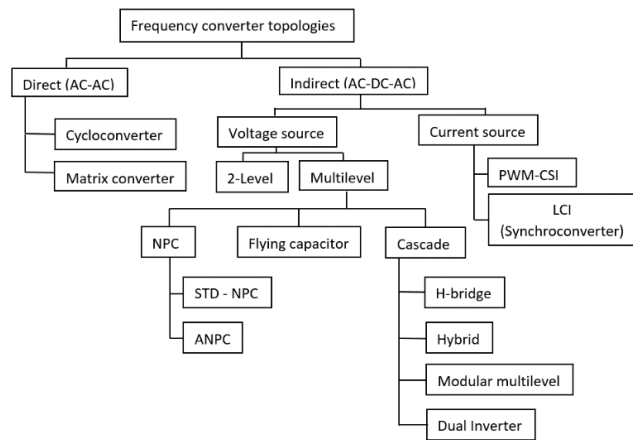 Frequency converter topologies
Direct (AC-AC)
Indirect (AC-DC-AC)
Cycloconverter
Matrix converter
Voltage source
Current source
2-Level
Multilevel
PWM-CSI
LCI
(Synchroconverter)
NPC
Flying capacitor
Cascade
STD - NPC
ANPC
H-bridge
Hybrid
Modular multilevel
Dual Inverter